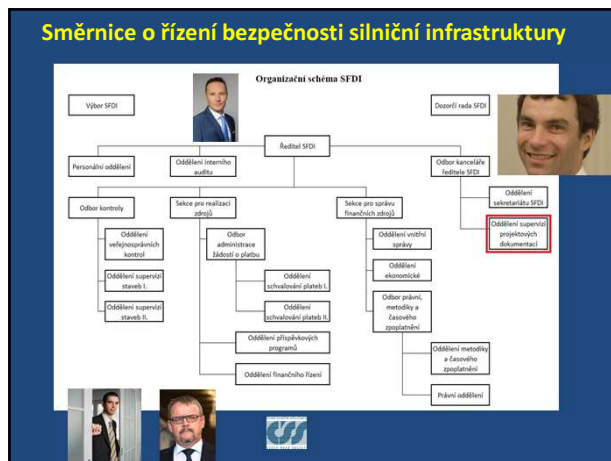 Směrnice o řízení bezpečnosti silniční infrastruktury
Organizační schéma SFDI
Výbor SFDI
Dozorčí rada SFDI
Ředitel SFDI
Personální oddělení
Oddělení interního
auditu
Odbor kanceláře
ředitele SFDI
Oddělení
sekretariátu SFDI
Oddělení supervizí
projektových
dokumentací
Odbor kontroly
Sekce pro realizaci
zdrojů
Sekce pro správu
finančních zdrojů
Oddělení
veřejnosprávních
kontrol
Oddělení supervizí
staveb I.
Oddělení supervizí
staveb II.
Odbor
administrace
žádostí o platbu
Oddělení
schvalování plateb I.
Oddělení
schvalování plateb II.
Oddělení příspěvkových
programů
Oddělení finančního řízení
Oddělení vnitřní
správy
Oddělení
ekonomické
Odbor právní,
metodiky a
časového
zpoplatnění
Oddělení metodiky
a časového
zpoplatnění
Právní oddělení